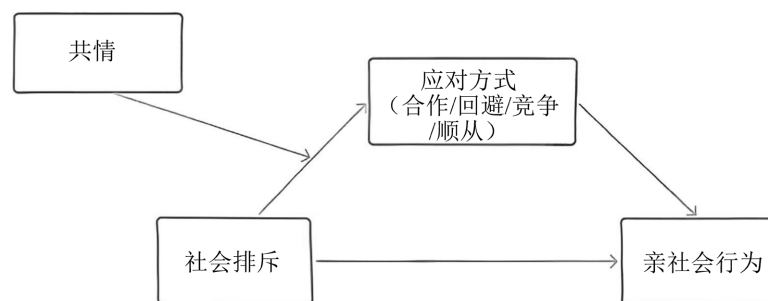 共情
应对方式
（合作/回避/竞争
/顺从）
社会排斥
亲社会行为